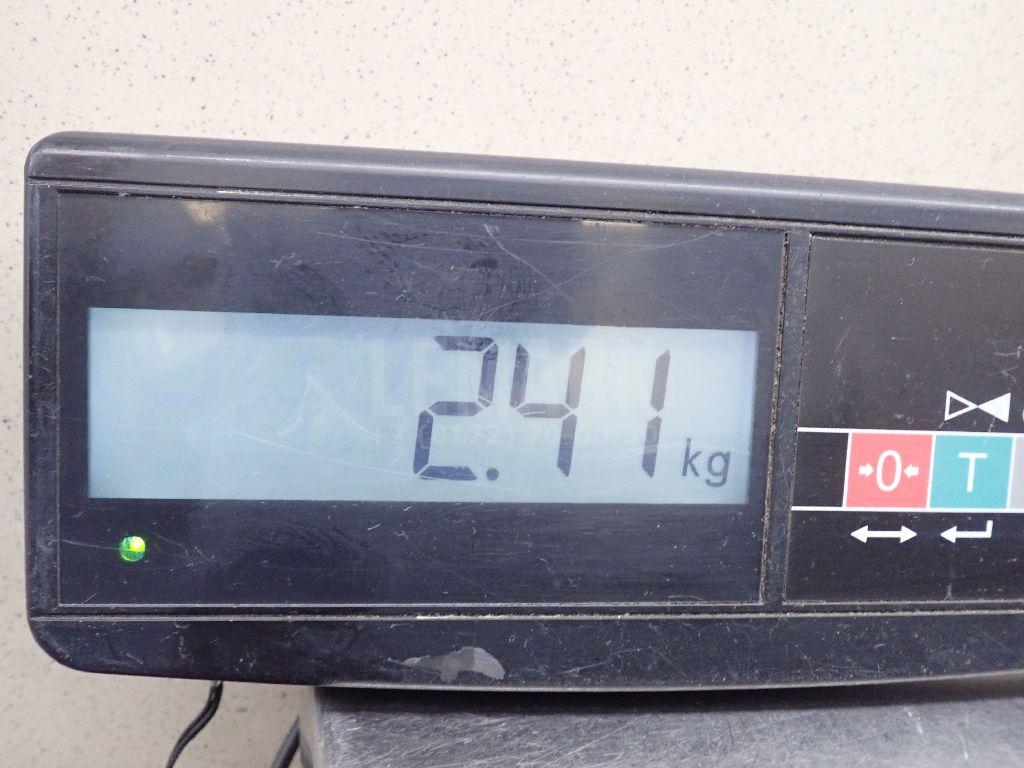 2.41 kg
→0← T